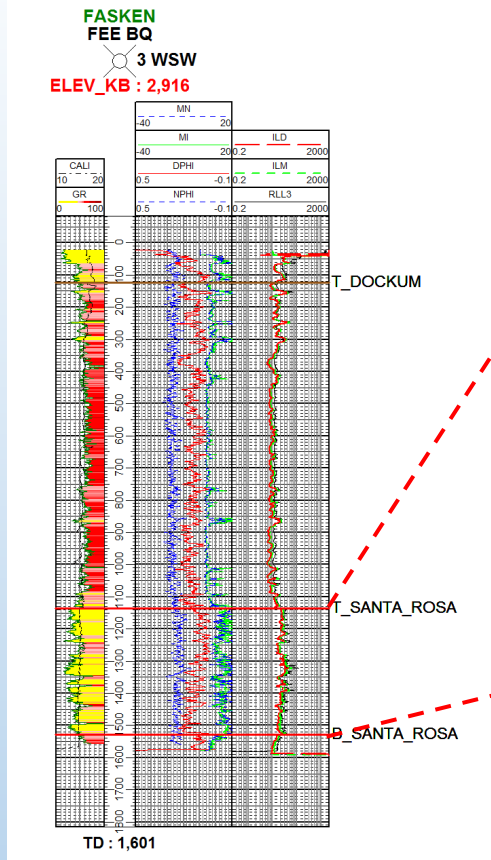 FASKEN
FEE BQ
3 WSW
ELEV_KB : 2,916
MN
-40 20
MI ILD
-40 20 0.2 2000
CALI DPHI ILM
10 20 0.5 -0.1 0.2 2000
GR NPHI RLL3
0 100 0.5 -0.1 0.2 2000
0
100
T_DOCKUM
200
300
400
500
600
700
800
900
1000
1100
T_SANTA_ROSA
1200
1300
1400
1500
B_SANTA_ROSA
1600
1700
1800
TD : 1,601